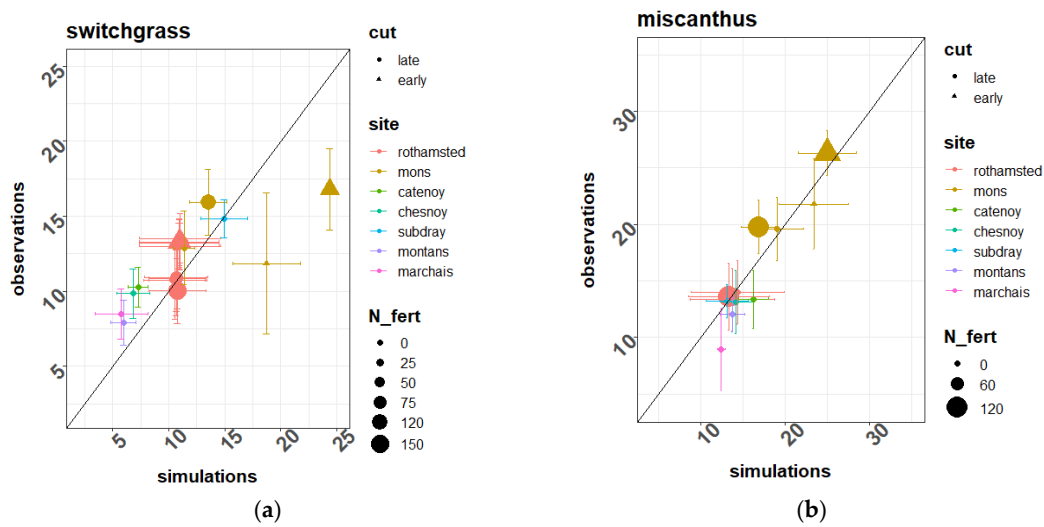 switchgrass
observations
25
20
15
10
5
5
10
15
20
25
simulations
cut
late
early
site
rothamsted
mons
catenoy
chesnoy
subdray
montans
marchais
N_fert
0
25
50
75
120
150
(a)
miscanthus
observations
30
20
10
10
20
30
simulations
cut
late
early
site
rothamsted
mons
catenoy
chesnoy
subdray
montans
marchais
N_fert
0
60
120
(b)